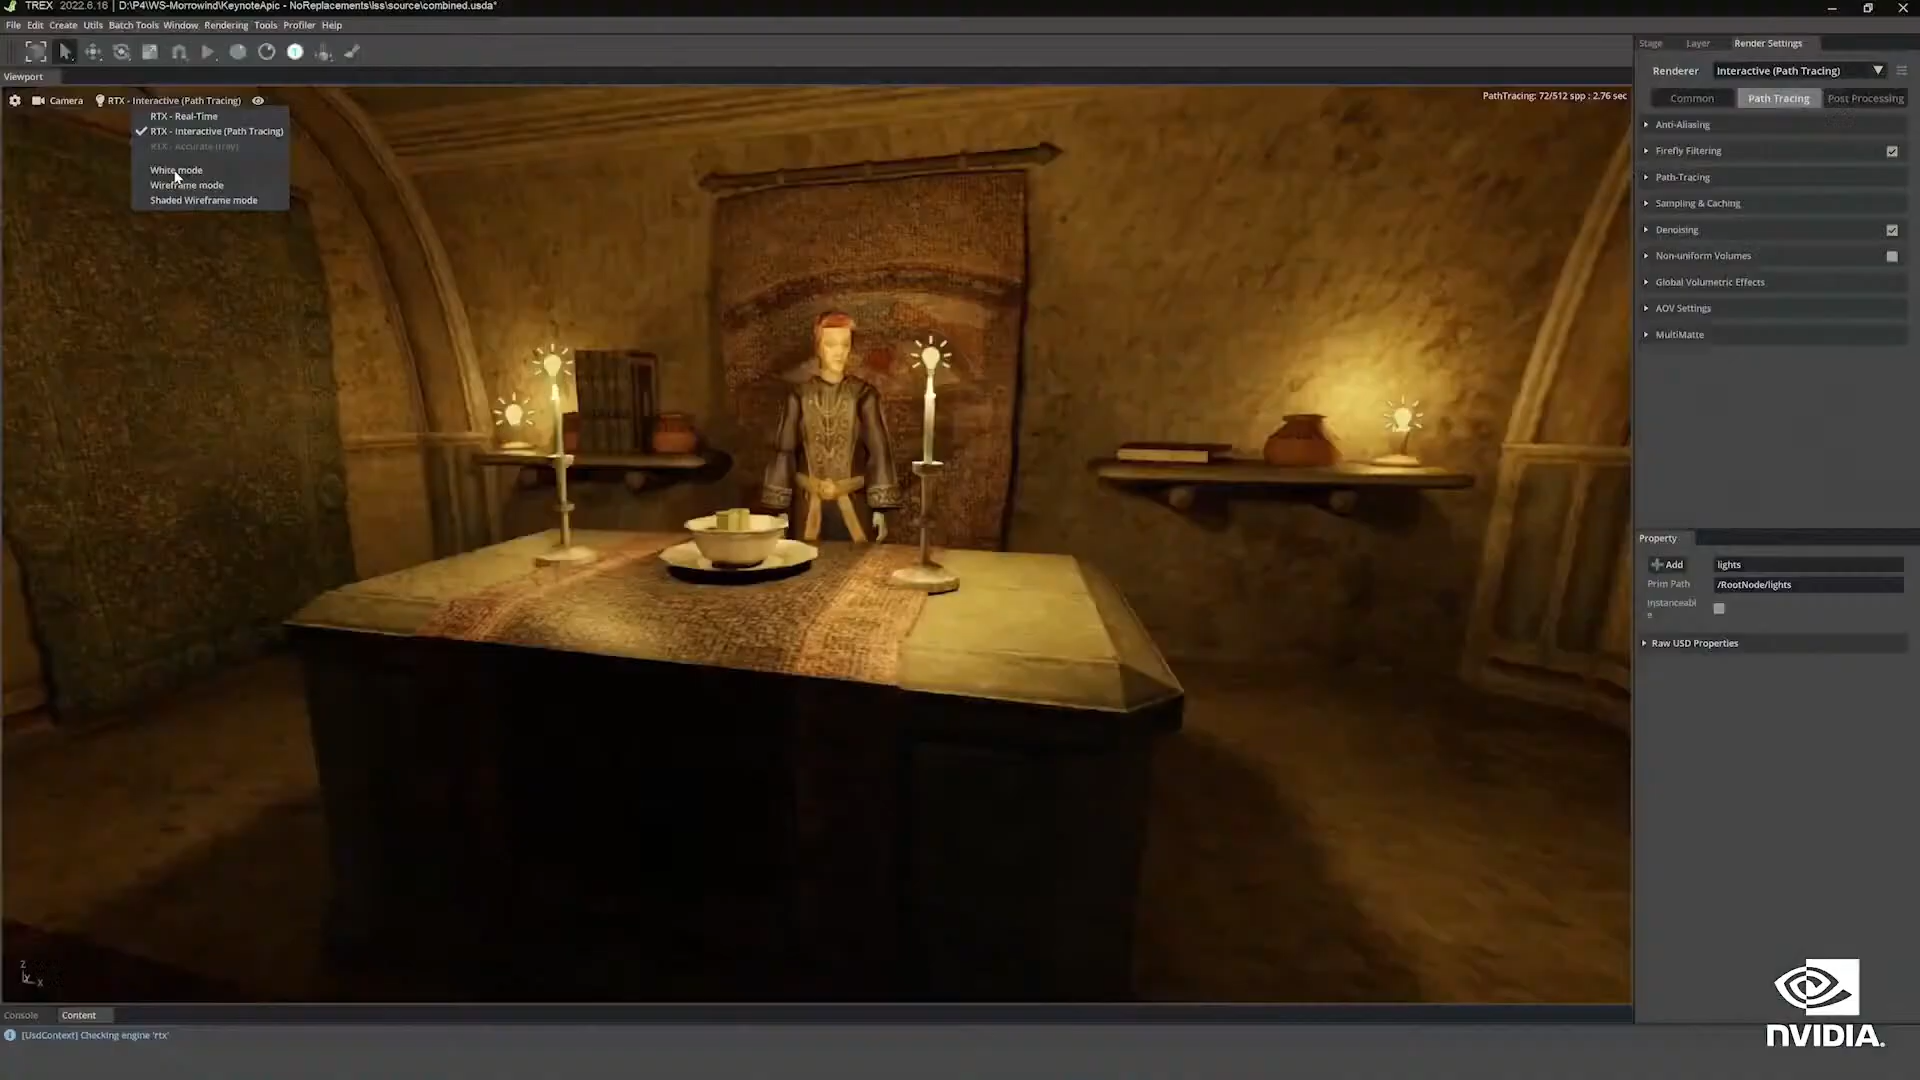 TREX 2022.6.16 | D:\P4\WS-Morrowind\KeynoteApic - NoReplacements\lss\source\combined.usda*
File Edit Create Utils Batch Tools Window Rendering Tools Profiler Help
Viewport
Camera RTX - Interactive (Path Tracing)
RTX - Real-Time
RTX - Interactive (Path Tracing)
RTX - Accurate (Iray)
White mode
Wireframe mode
Shaded Wireframe mode
PathTracing: 72/512 spp : 2.76 sec
Z
Y
X
Stage Layer Render Settings
Renderer Interactive (Path Tracing)
Common Path Tracing Post Processing
Anti-Aliasing
Firefly Filtering
Path-Tracing
Sampling & Caching
Denoising
Non-uniform Volumes
Global Volumetric Effects
AOV Settings
MultiMatte
Property
Add lights
Prim Path /RootNode/lights
Instanceabl
e
Raw USD Properties
Console Content
[UsdContext] Checking engine 'rtx'
NVIDIA.